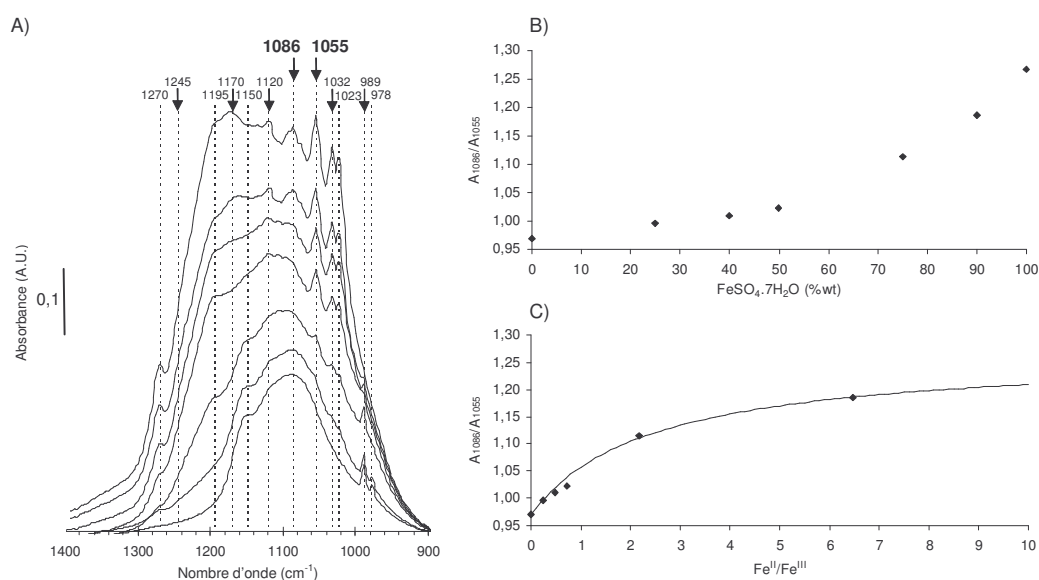 A)
1086 1055
1245 1170 1120 1032 989
1270 1195 1150 1023 978
Absorbance (A.U.)
0,1
1400 1300 1200 1100 1000 900
Nombre d'onde (cm-1)
B)
A1086/A1055
1,30
1,25
1,20
1,15
1,10
1,05
1,00
0,95
0 10 20 30 40 50 60 70 80 90 100
FeSO4.7H2O (%wt)
C)
A1086/A1055
1,30
1,25
1,20
1,15
1,10
1,05
1,00
0,95
0 1 2 3 4 5 6 7 8 9 10
FeII/FeIII